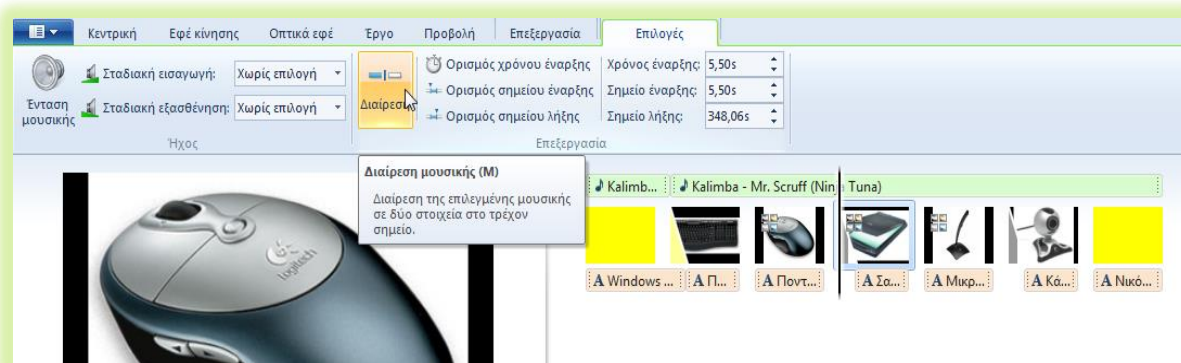 Κεντρική Εφέ κίνησης Οπτικά εφέ Έργο Προβολή Επεξεργασία Επιλογές
Ένταση μουσικής
Σταδιακή εισαγωγή: Χωρίς επιλογή
Σταδιακή εξασθένηση: Χωρίς επιλογή
Ήχος
Διαίρεση
Ορισμός χρόνου έναρξης
Ορισμός σημείου έναρξης
Ορισμός σημείου λήξης
Χρόνος έναρξης: 5,50s
Σημείο έναρξης: 5,50s
Σημείο λήξης: 348,06s
Επεξεργασία
Διαίρεση μουσικής (Μ)
Διαίρεση της επιλεγμένης μουσικής
σε δύο στοιχεία στο τρέχον
σημείο.
Kalimb... Kalimba - Mr. Scruff (Ninja Tuna)
A Windows ... A Π... A Ποντ... A Σα... A Μικρ... A Κά... A Νικό...
Logitech